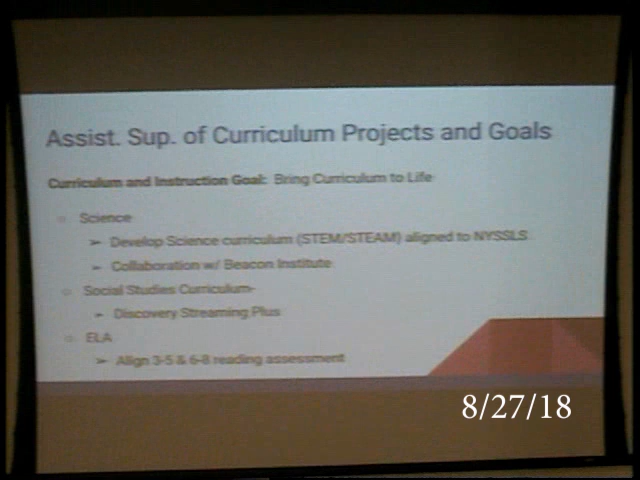 Assist. Sup. of Curriculum Projects and Goals
Curriculum and Instruction Goal: Bring Curriculum to Life
○ Science
➢ Develop Science curriculum (STEM/STEAM) aligned to NYSSLS
➢ Collaboration w/ Beacon Institute
○ Social Studies Curriculum-
➢ Discovery Streaming Plus
○ ELA
➢ Align 3-5 & 6-8 reading assessment
8/27/18